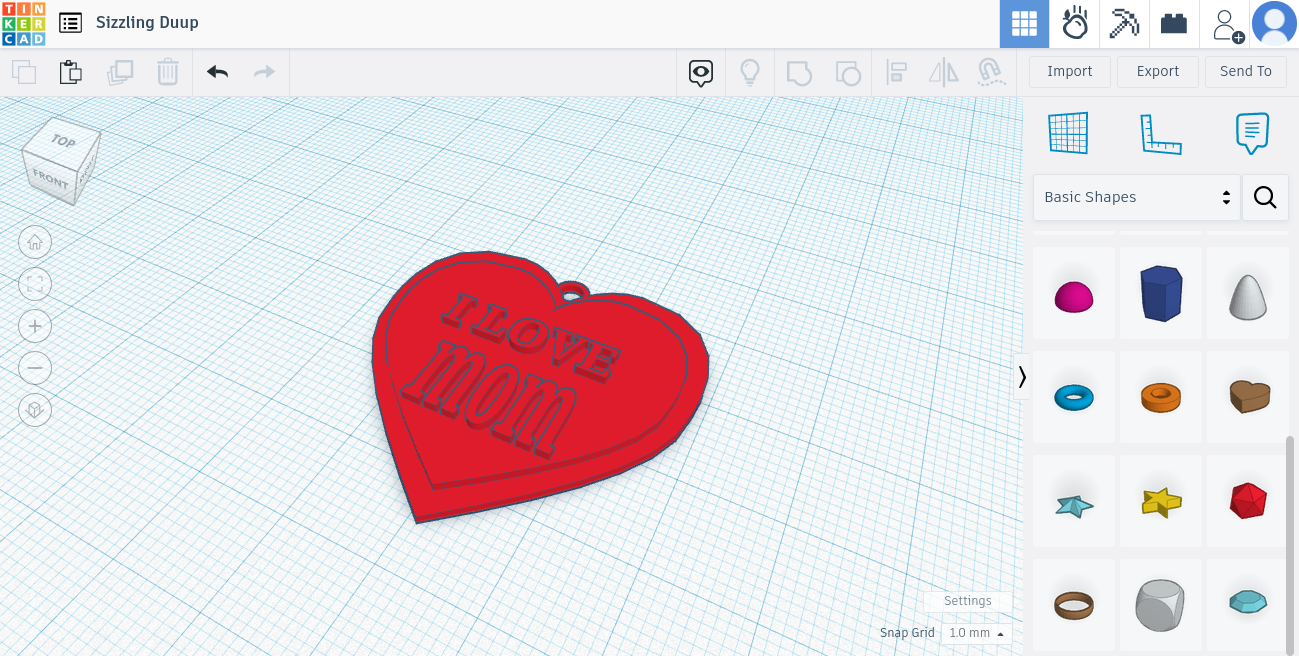 TIN
KER
CAD
Sizzling Duup
Import
Export
Send To
TOP
FRONT
Basic Shapes
I LOVE
mom
Settings
Snap Grid
1.0 mm